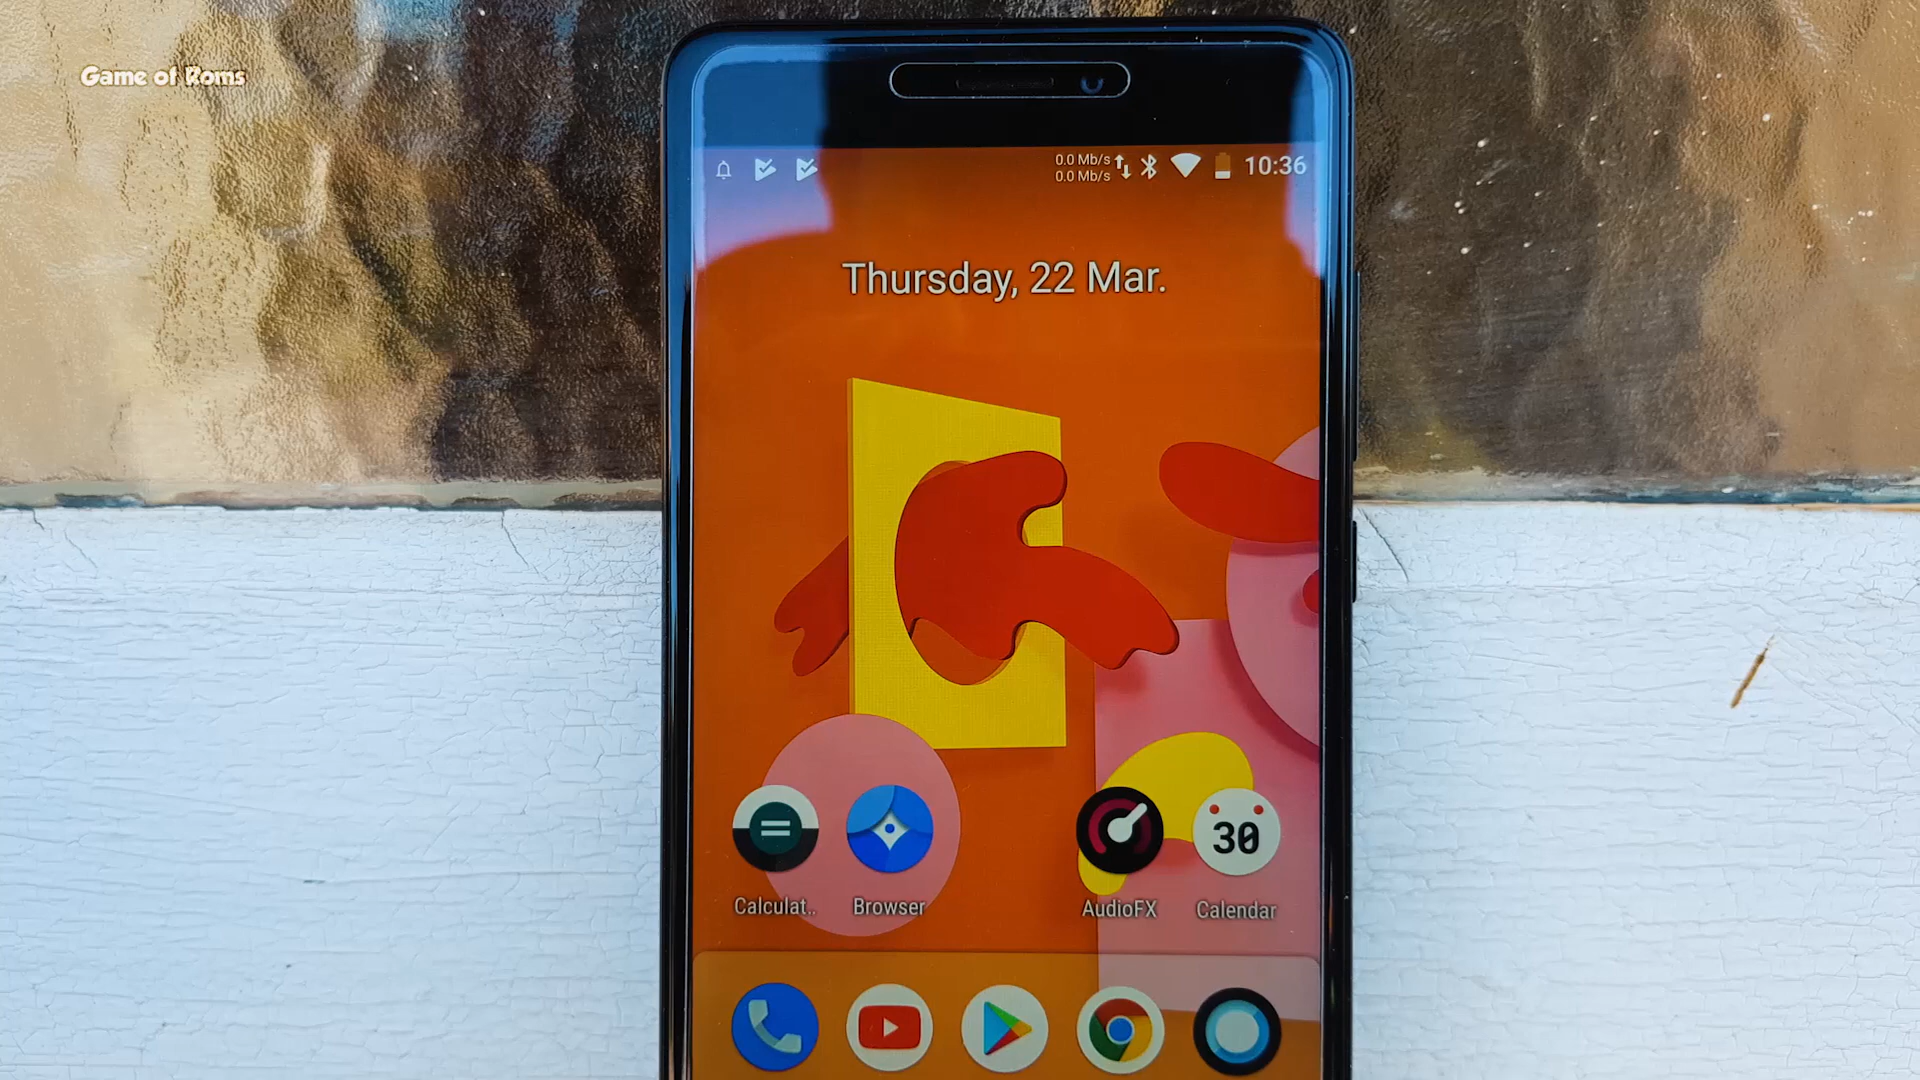 Game of Roms
0.0 Mb/s
0.0 Mb/s
10:36
Thursday, 22 Mar.
30
Calculat..
Browser
AudioFX
Calendar